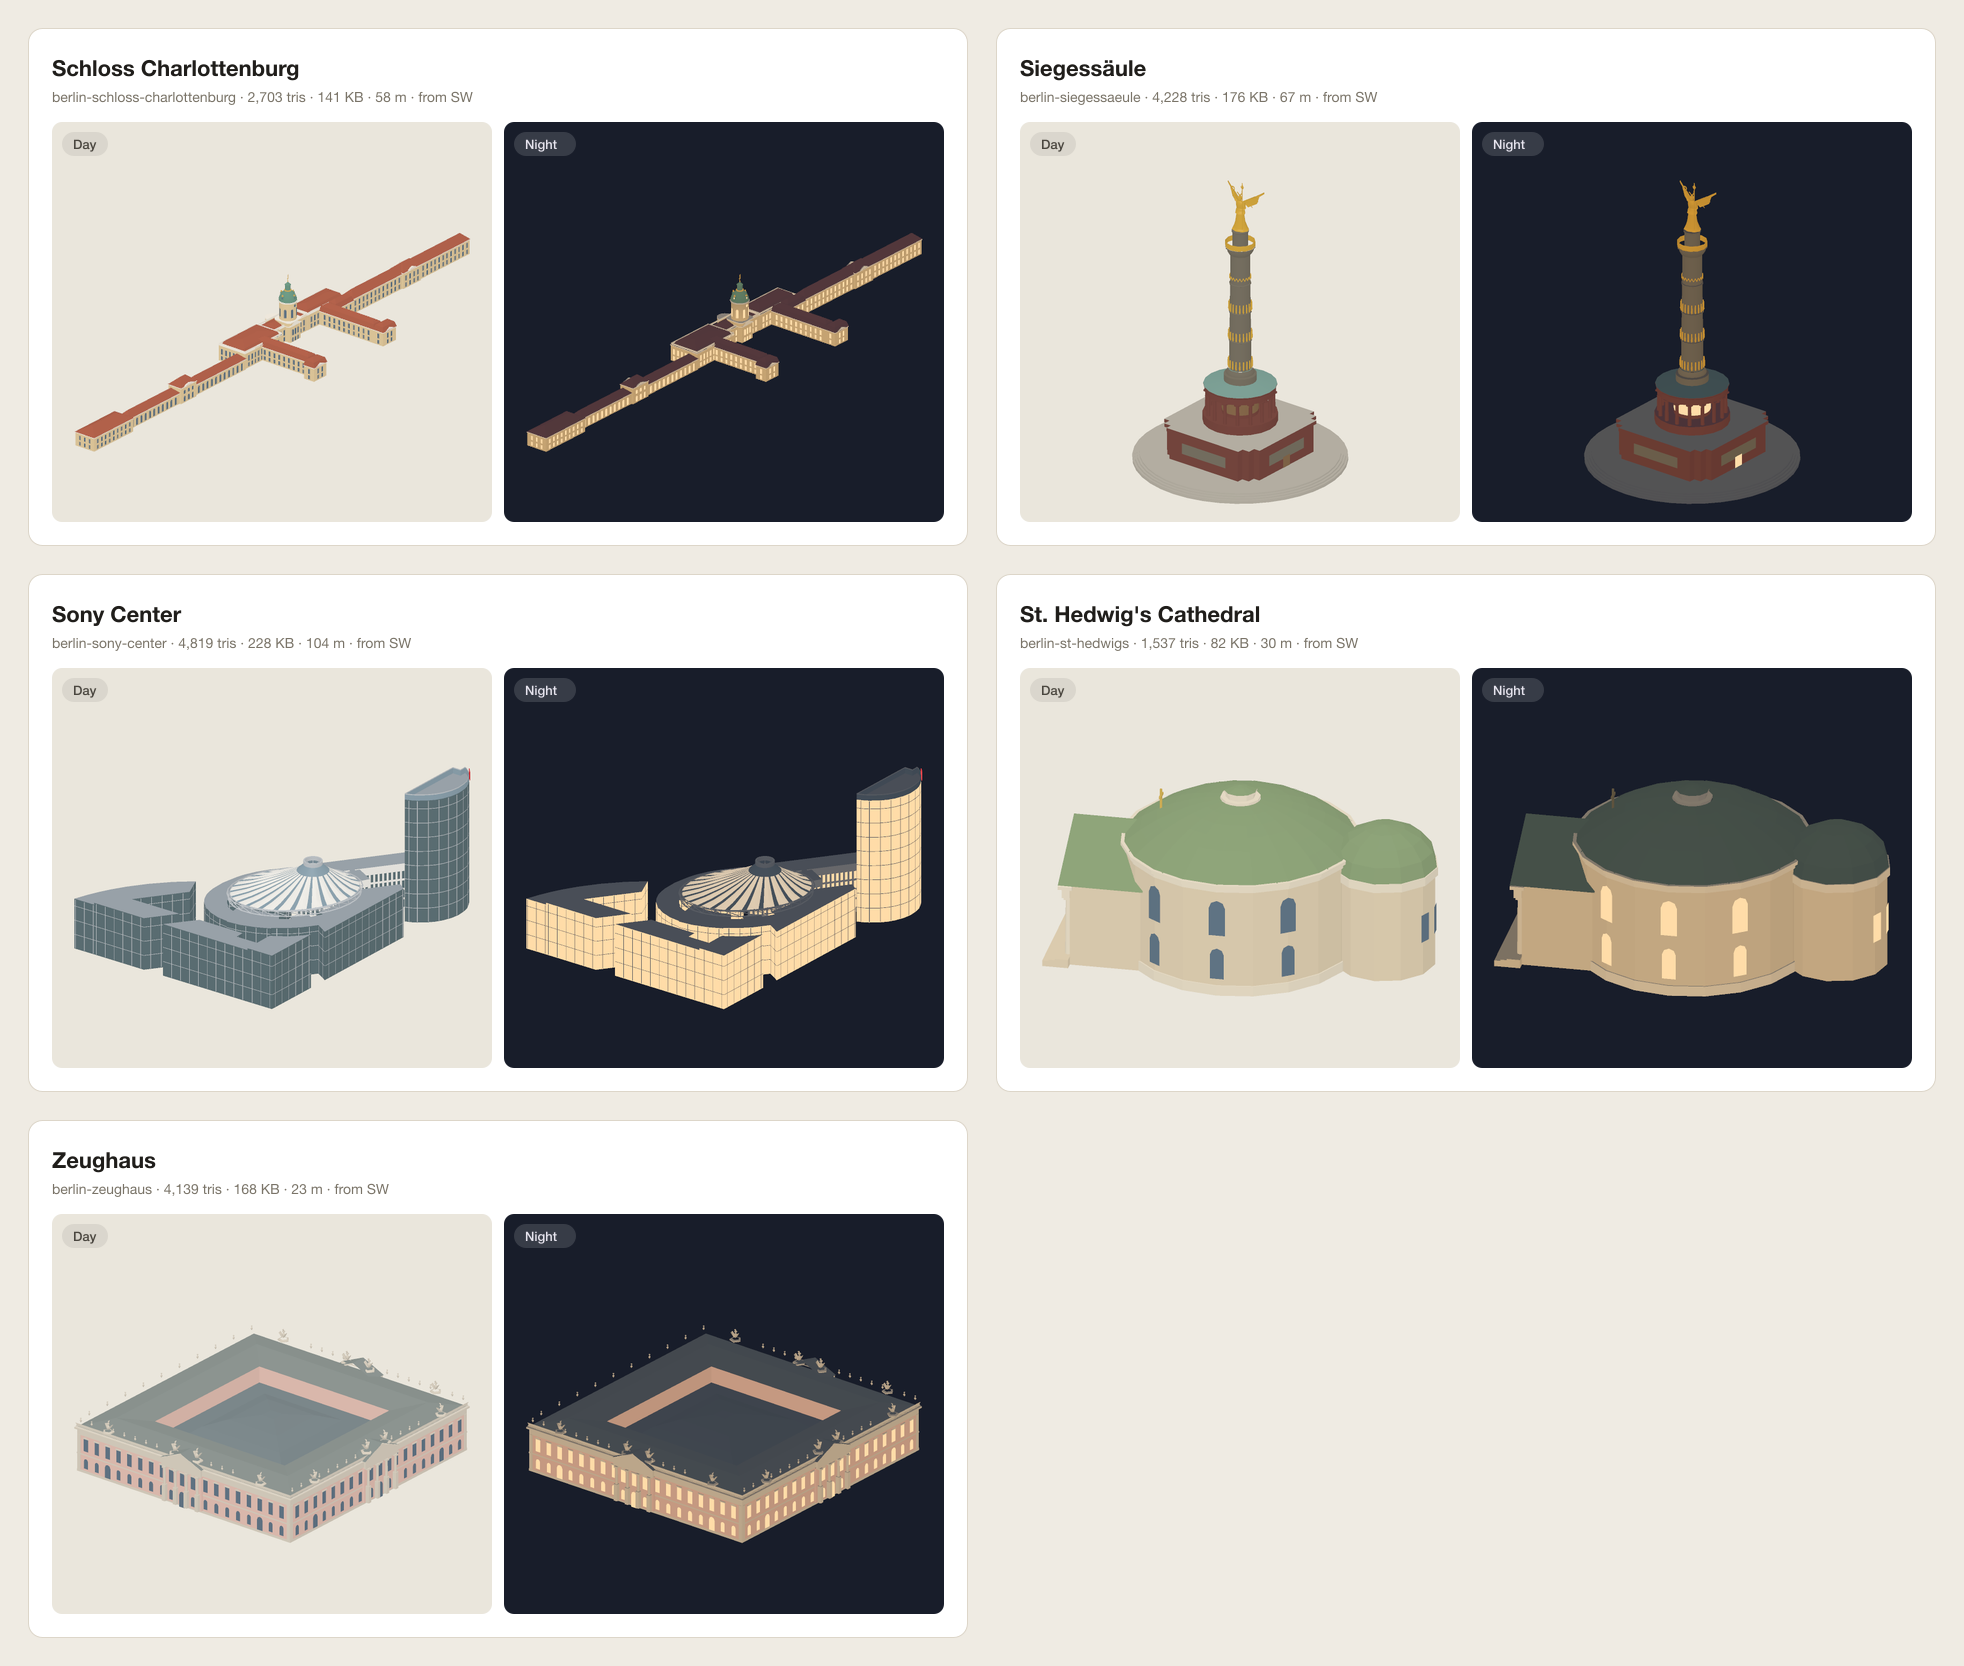 Schloss Charlottenburg
berlin-schloss-charlottenburg · 2,703 tris · 141 KB · 58 m · from SW
Day
Night
Siegessäule
berlin-siegessaeule · 4,228 tris · 176 KB · 67 m · from SW
Day
Night
Sony Center
berlin-sony-center · 4,819 tris · 228 KB · 104 m · from SW
Day
Night
St. Hedwig's Cathedral
berlin-st-hedwigs · 1,537 tris · 82 KB · 30 m · from SW
Day
Night
Zeughaus
berlin-zeughaus · 4,139 tris · 168 KB · 23 m · from SW
Day
Night